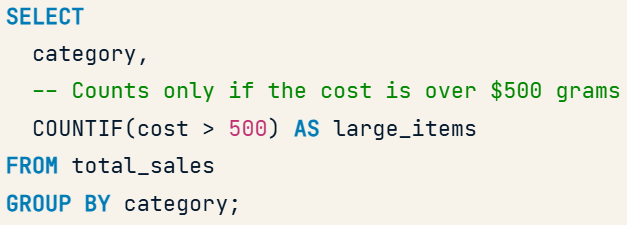 SELECT
category,
-- Counts only if the cost is over $500 grams
COUNTIF(cost > 500) AS large_items
FROM total_sales
GROUP BY category;